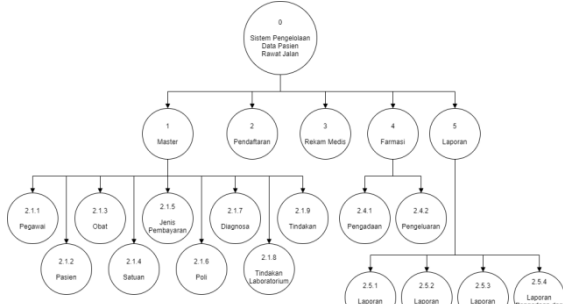 0
Sistem Pengelolaan
Data Pasien
Rawat Jalan
1
Master
2
Pendaftaran
3
Rekam Medis
4
Farmasi
5
Laporan
2.1.1
Pegawai
2.1.3
Obat
2.1.5
Jenis
Pembayaran
2.1.7
Diagnosa
2.1.9
Tindakan
2.4.1
Pengadaan
2.4.2
Pengeluaran
2.1.2
Pasien
2.1.4
Satuan
2.1.6
Poli
2.1.8
Tindakan
Laboratorium
2.5.1
Laporan
2.5.2
Laporan
2.5.3
Laporan
2.5.4
Laporan